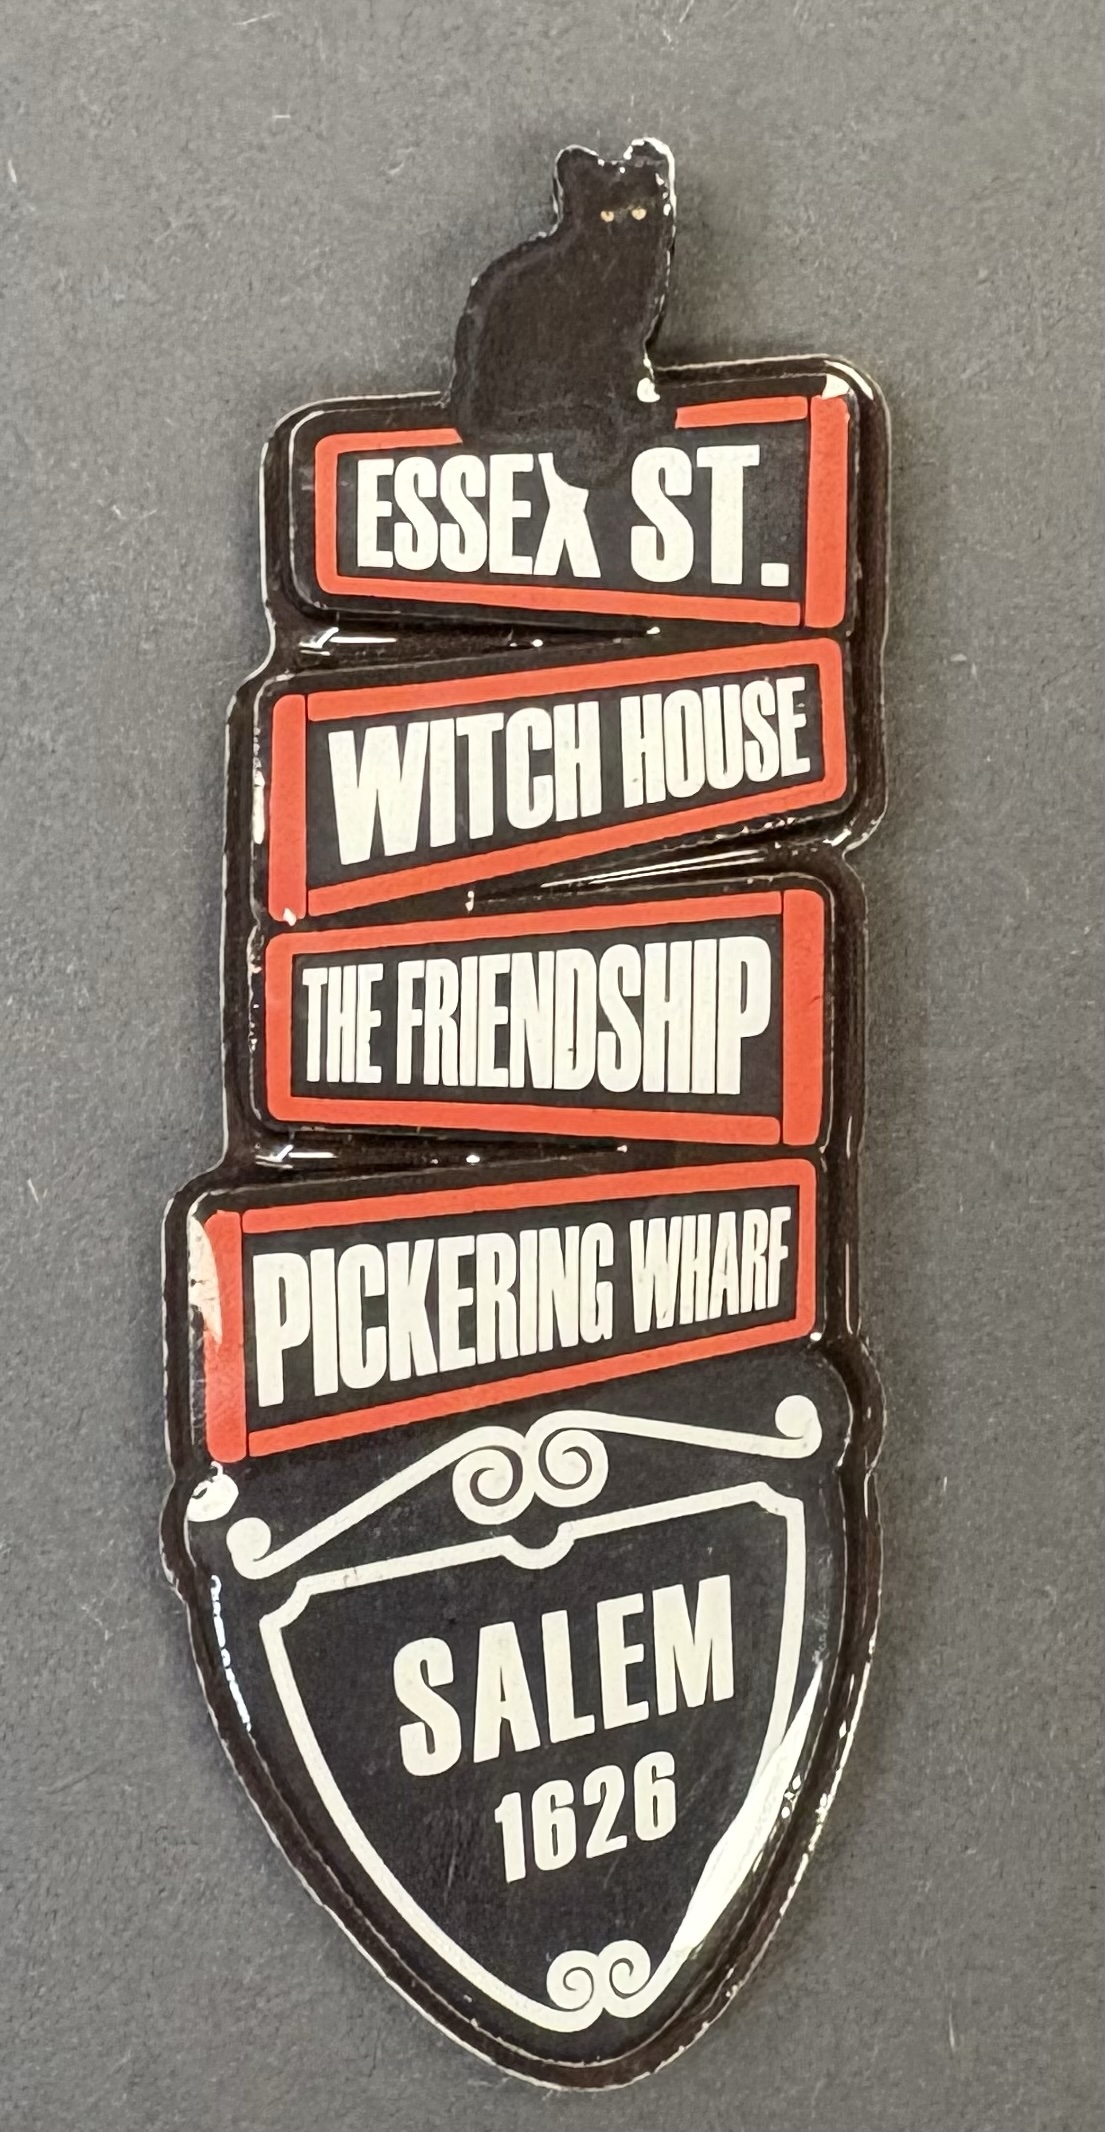 ESSEX ST.
WITCH HOUSE
THE FRIENDSHIP
PICKERING WHARF
SALEM
1626